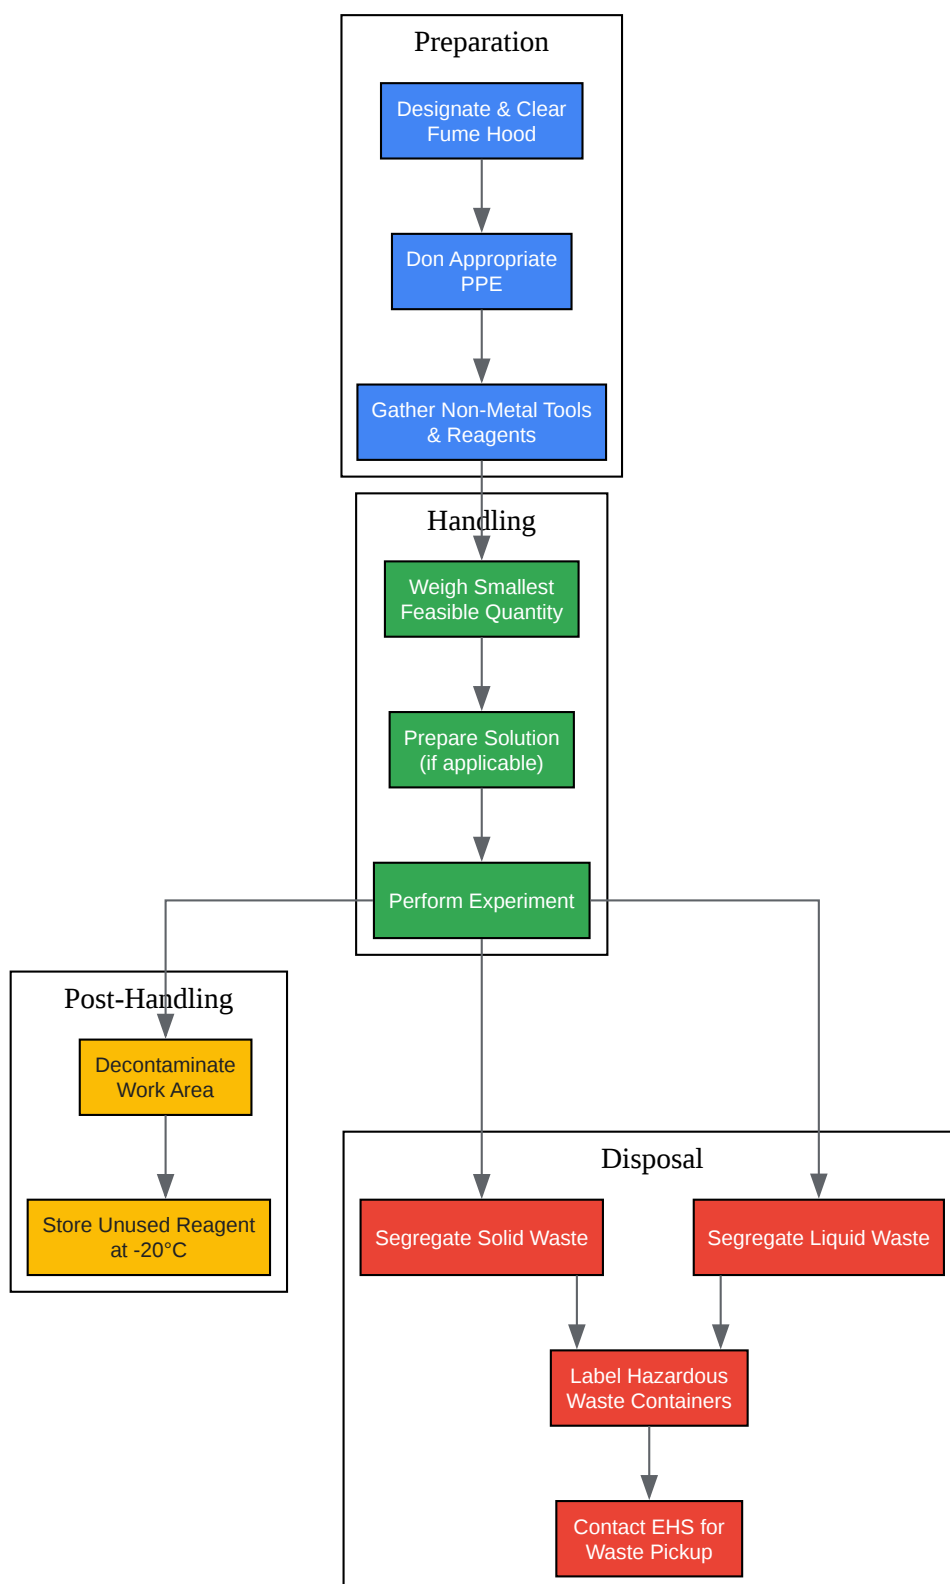 Preparation
Designate & Clear
Fume Hood
Don Appropriate
PPE
Gather Non-Metal Tools
& Reagents
Handling
Weigh Smallest
Feasible Quantity
Prepare Solution
(if applicable)
Perform Experiment
Post-Handling
Decontaminate
Work Area
Store Unused Reagent
at -20°C
Disposal
Segregate Solid Waste
Segregate Liquid Waste
Label Hazardous
Waste Containers
Contact EHS for
Waste Pickup